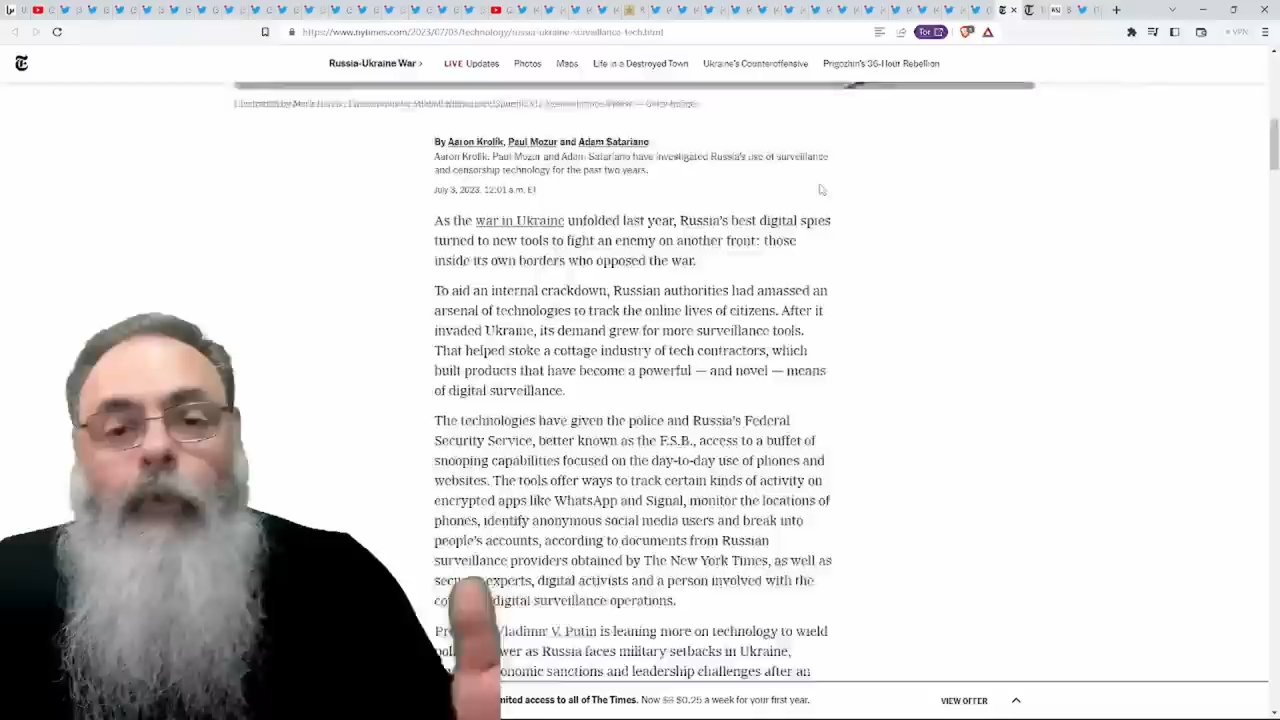 https://www.nytimes.com/2023/07/03/technology/russia-ukraine-surveillance-tech.html
Tor
VPN
Russia-Ukraine War
LIVE Updates
Photos
Maps
Life in a Destroyed Town
Ukraine's Counteroffensive
Prigozhin's 36-Hour Rebellion
By Aaron Krolik, Paul Mozur and Adam Satariano
Aaron Krolik, Paul Mozur and Adam Satariano have investigated Russia's use of surveillance
and censorship technology for the past two years.
July 3, 2023, 12:01 a.m. ET
As the war in Ukraine unfolded last year, Russia's best digital spies
turned to new tools to fight an enemy on another front: those
inside its own borders who opposed the war.
To aid an internal crackdown, Russian authorities had amassed an
arsenal of technologies to track the online lives of citizens. After it
invaded Ukraine, its demand grew for more surveillance tools.
That helped stoke a cottage industry of tech contractors, which
built products that have become a powerful — and novel — means
of digital surveillance.
The technologies have given the police and Russia's Federal
Security Service, better known as the F.S.B., access to a buffet of
snooping capabilities focused on the day-to-day use of phones and
websites. The tools offer ways to track certain kinds of activity on
encrypted apps like WhatsApp and Signal, monitor the locations of
phones, identify anonymous social media users and break into
people's accounts, according to documents from Russian
surveillance providers obtained by The New York Times, as well as
experts, digital activists and a person involved with the
digital surveillance operations.
Vladimir V. Putin is leaning more on technology to wield
as Russia faces military setbacks in Ukraine,
sanctions and leadership challenges after an
access to all of The Times. Now $3 $0.25 a week for your first year.
VIEW OFFER